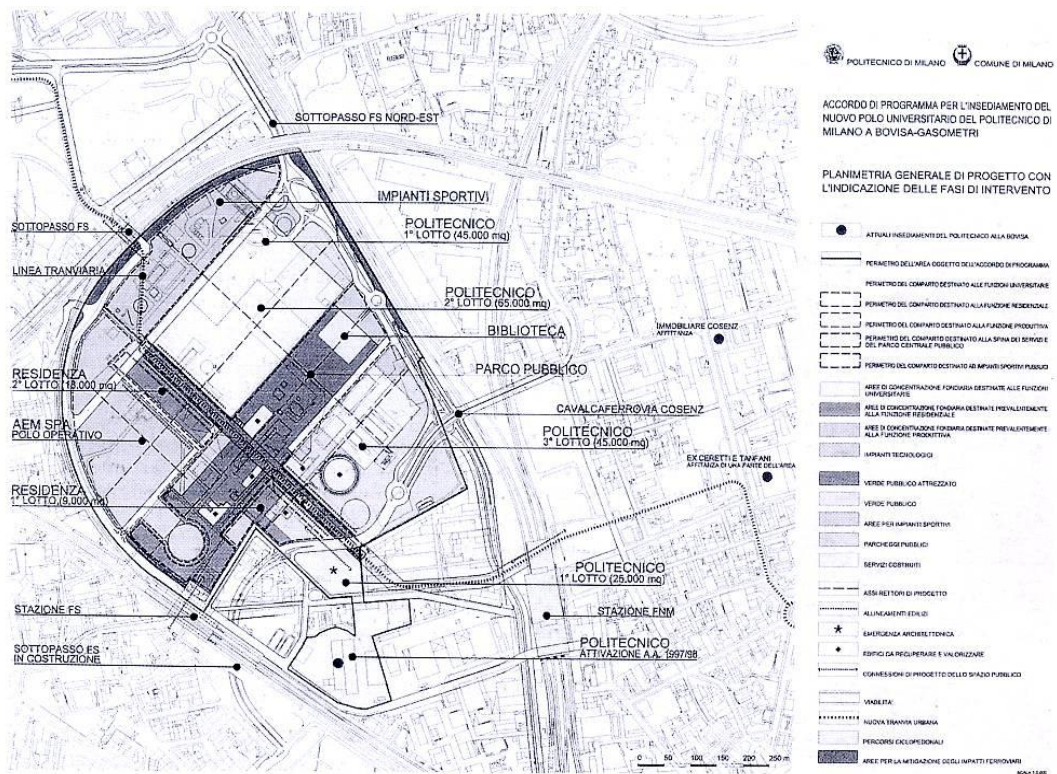 SOTTOPASSO FS NORD-EST
IMPIANTI SPORTIVI
POLITECNICO
1° LOTTO (45.000 mq)
SOTTOPASSO FS
LINEA TRANVIARIA
POLITECNICO
2° LOTTO (65.000 mq)
BIBLIOTECA
IMMOBILIARE COSENZ
AFFITTANZA
PARCO PUBBLICO
RESIDENZA
2° LOTTO (13.000 mq)
CAVALCAFERROVIA COSENZ
AEM SPA
POLO OPERATIVO
POLITECNICO
3° LOTTO (45.000 mq)
EX CERETTI E TANFANI
AFFITTANZA DI UNA PARTE DELL'AREA
RESIDENZA
1° LOTTO (9.000 mq)
POLITECNICO
1° LOTTO (25.000 mq)
STAZIONE FS
STAZIONE FNM
POLITECNICO
ATTIVAZIONE A.A. 1997/98
SOTTOPASSO FS
IN COSTRUZIONE
0 50 100 150 200 250 m
POLITECNICO DI MILANO
COMUNE DI MILANO
ACCORDO DI PROGRAMMA PER L'INSEDIAMENTO DEL
NUOVO POLO UNIVERSITARIO DEL POLITECNICO DI
MILANO A BOVISA-GASOMETRI
PLANIMETRIA GENERALE DI PROGETTO CON
L'INDICAZIONE DELLE FASI DI INTERVENTO
ATTUALI INSEDIAMENTI DEL POLITECNICO ALLA BOVISA
PERIMETRO DELL'AREA OGGETTO DELL'ACCORDO DI PROGRAMMA
PERIMETRO DEL COMPARTO DESTINATO ALLE FUNZIONI UNIVERSITARIE
PERIMETRO DEL COMPARTO DESTINATO ALLA FUNZIONE RESIDENZIALE
PERIMETRO DEL COMPARTO DESTINATO ALLA FUNZIONE PRODUTTIVA
PERIMETRO DEL COMPARTO DESTINATO ALLA SPINA DEI SERVIZI E
DEL PARCO CENTRALE PUBBLICO
PERIMETRO DEL COMPARTO DESTINATO AD IMPIANTI SPORTIVI PUBBLICI
AREE DI CONCENTRAZIONE FONDIARIA DESTINATE ALLE FUNZIONI
UNIVERSITARIE
AREE DI CONCENTRAZIONE FONDIARIA DESTINATE PREVALENTEMENTE
ALLA FUNZIONE RESIDENZIALE
AREE DI CONCENTRAZIONE FONDIARIA DESTINATE PREVALENTEMENTE
ALLA FUNZIONE PRODUTTIVA
IMPIANTI TECNOLOGICI
VERDE PUBBLICO ATTREZZATO
VERDE PUBBLICO
AREE PER IMPIANTI SPORTIVI
PARCHEGGI PUBBLICI
SERVIZI COSTRUITI
ASSI RETTORI DI PROGETTO
ALLINEAMENTI EDILIZI
EMERGENZA ARCHITETTONICA
EDIFICI DA RECUPERARE E VALORIZZARE
CONNESSIONI DI PROGETTO DELLO SPAZIO PUBBLICO
VIABILITA'
NUOVA TRANVIA URBANA
PERCORSI CICLOPEDONALI
AREE PER LA MITIGAZIONE DEGLI IMPATTI FERROVIARI